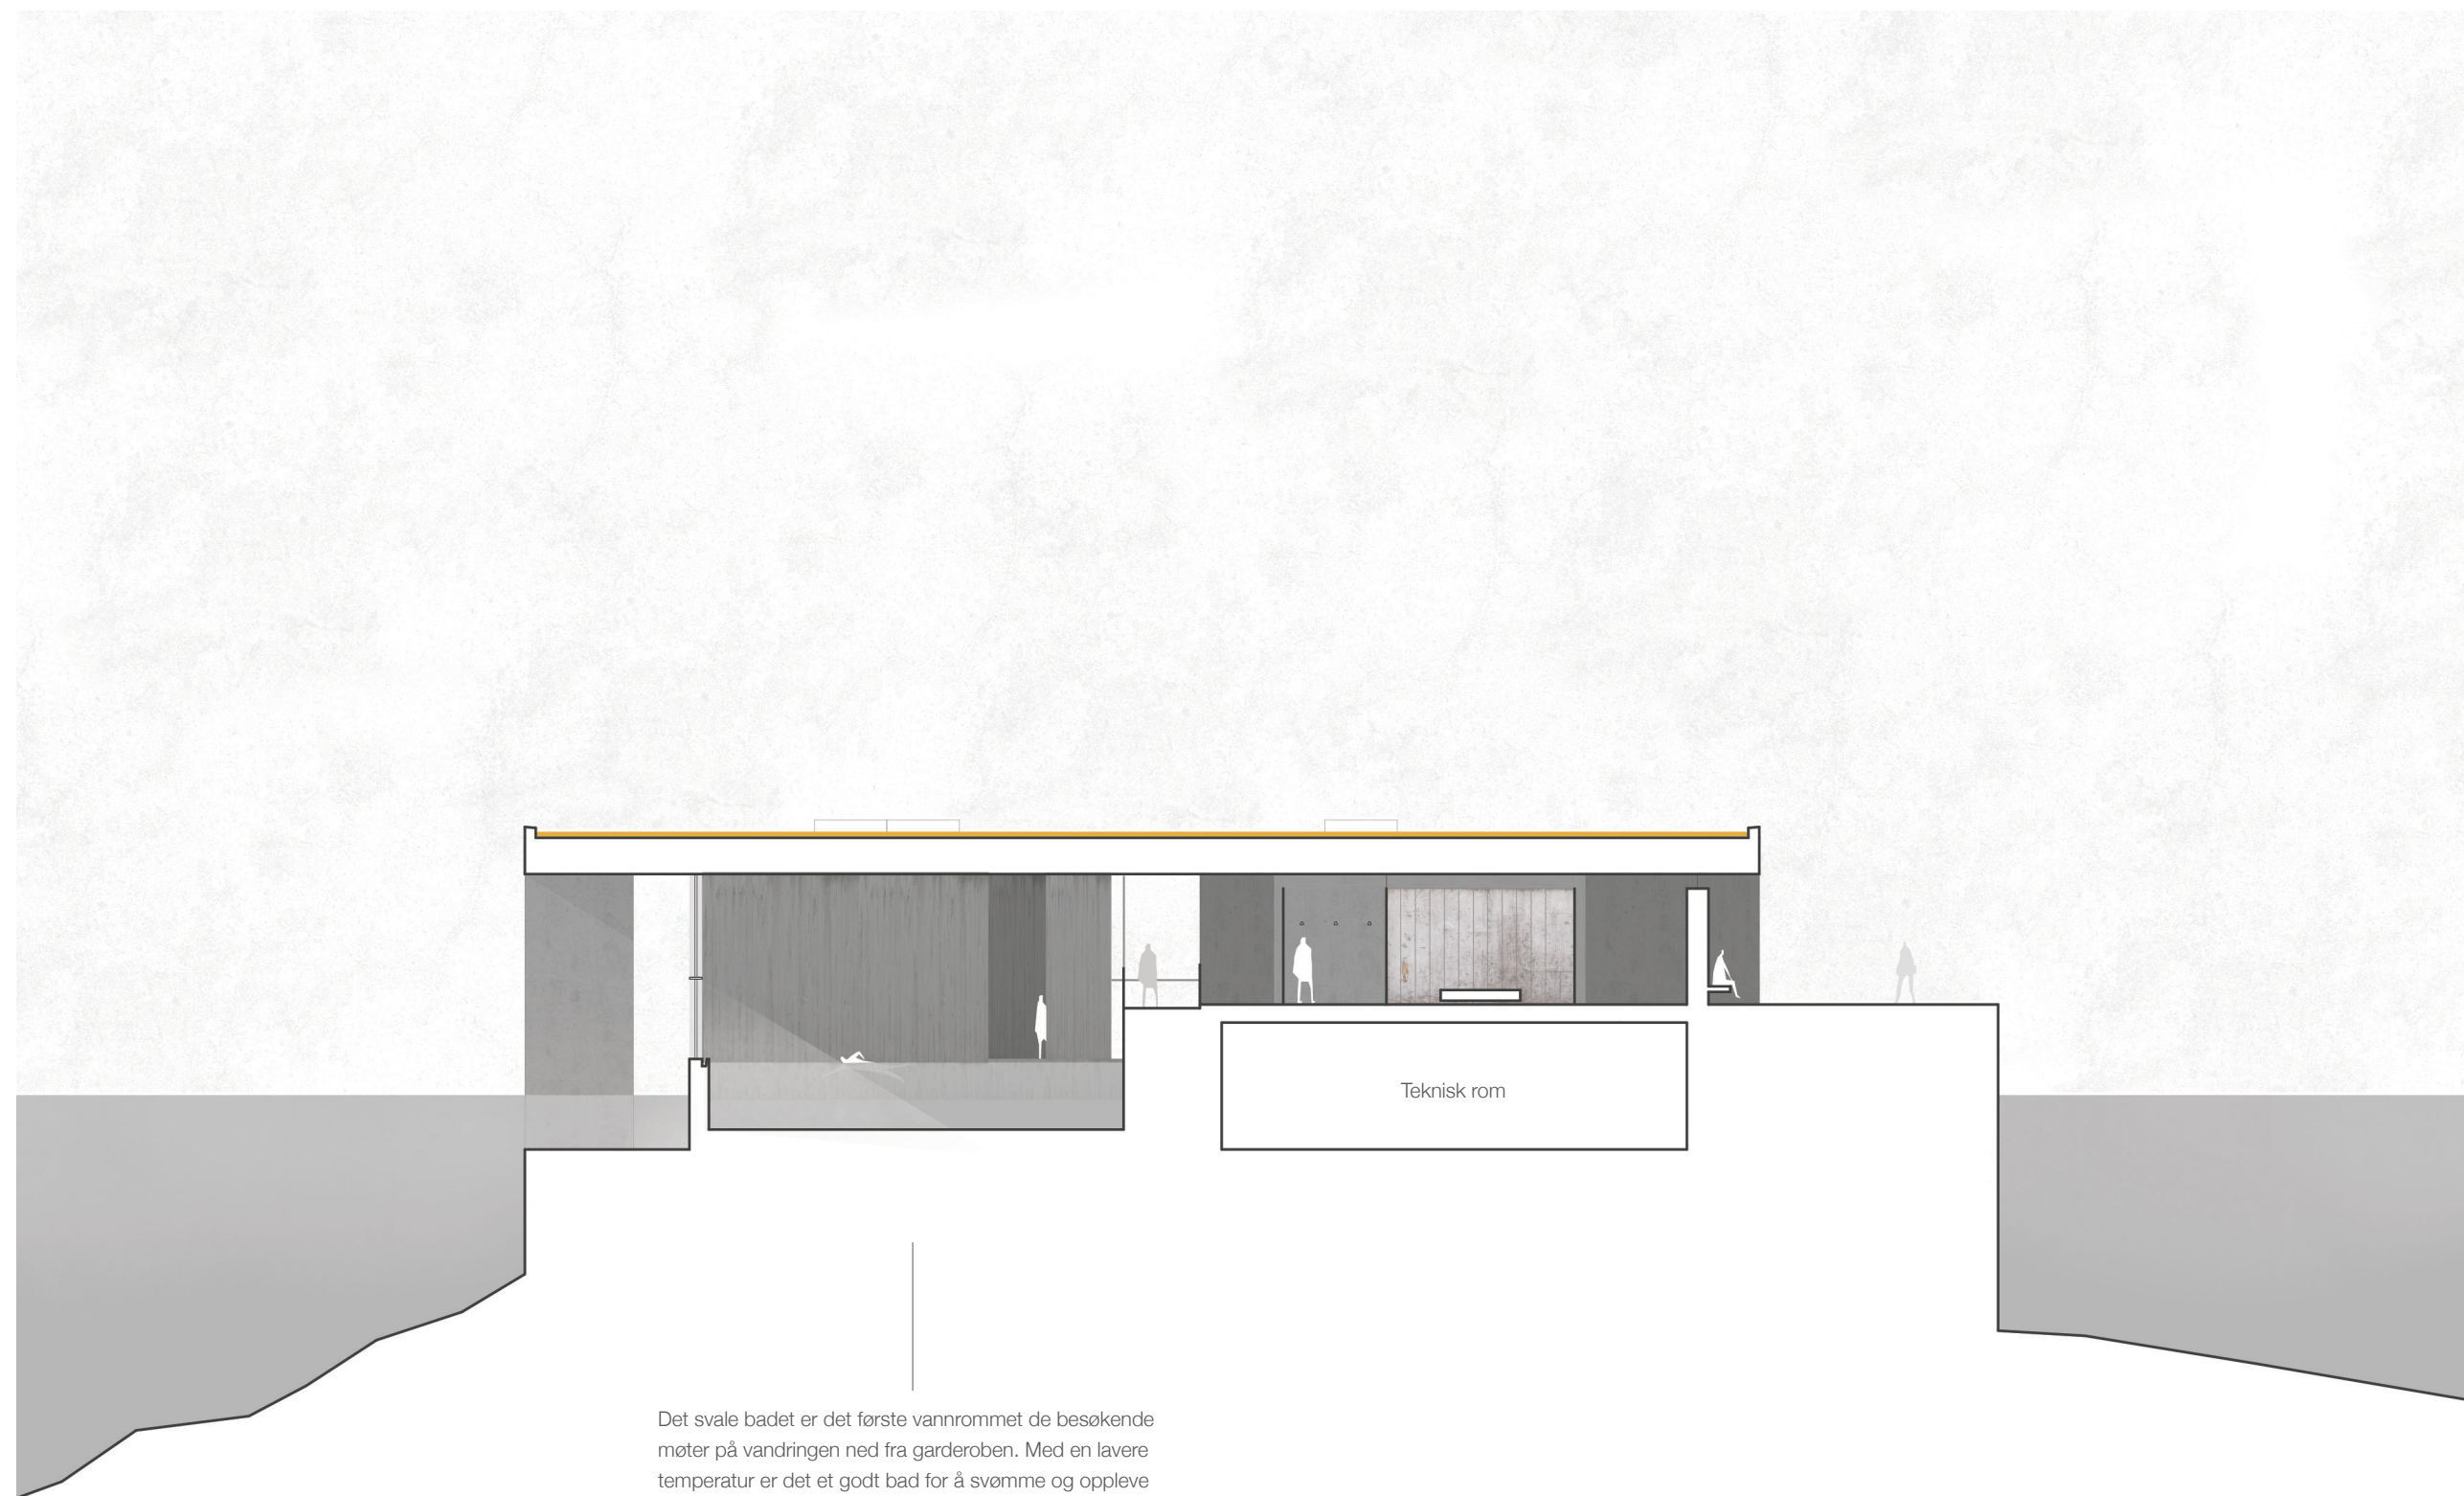 Teknisk rom
Det svale badet er det første vannrommet de besøkende
møter på vandringen ned fra garderoben. Med en lavere
temperatur er det et godt bad for å svømme og oppleve